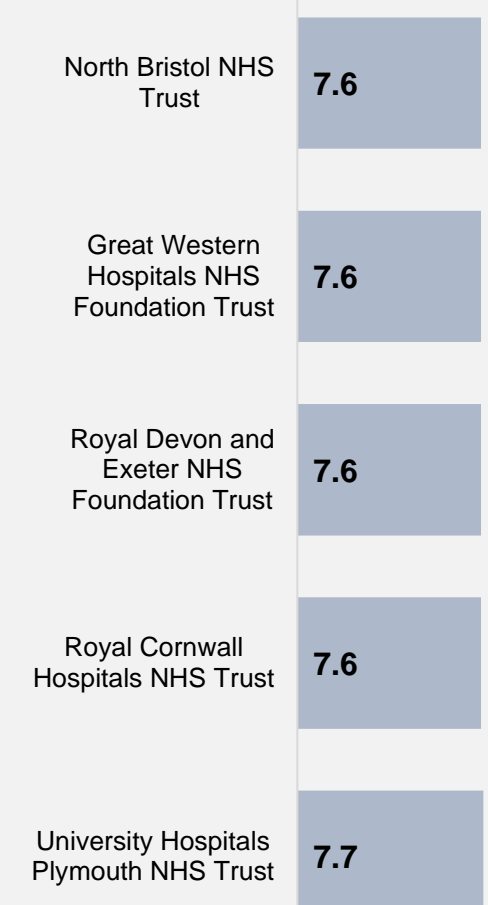 North Bristol NHS
Trust
7.6
Great Western
Hospitals NHS
Foundation Trust
7.6
Royal Devon and
Exeter NHS
Foundation Trust
7.6
Royal Cornwall
Hospitals NHS Trust
7.6
University Hospitals
Plymouth NHS Trust
7.7